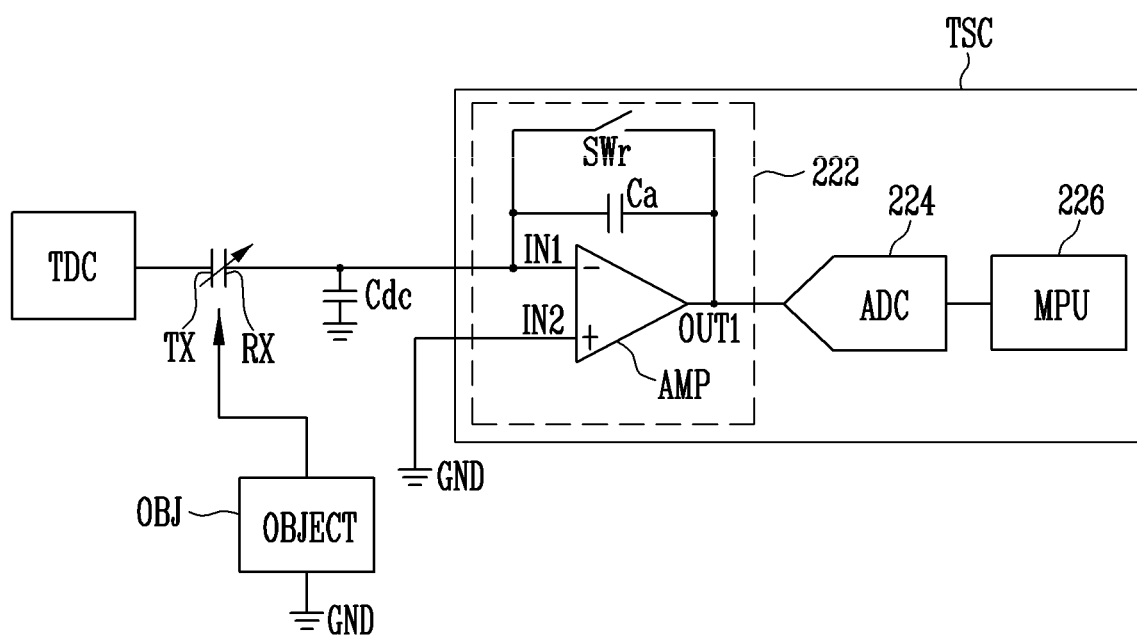 TSC
SWr
222
Ca
224
226
TDC
IN1
Cdc
IN2
OUT1
ADC
MPU
TX
RX
AMP
GND
OBJ
OBJECT
GND